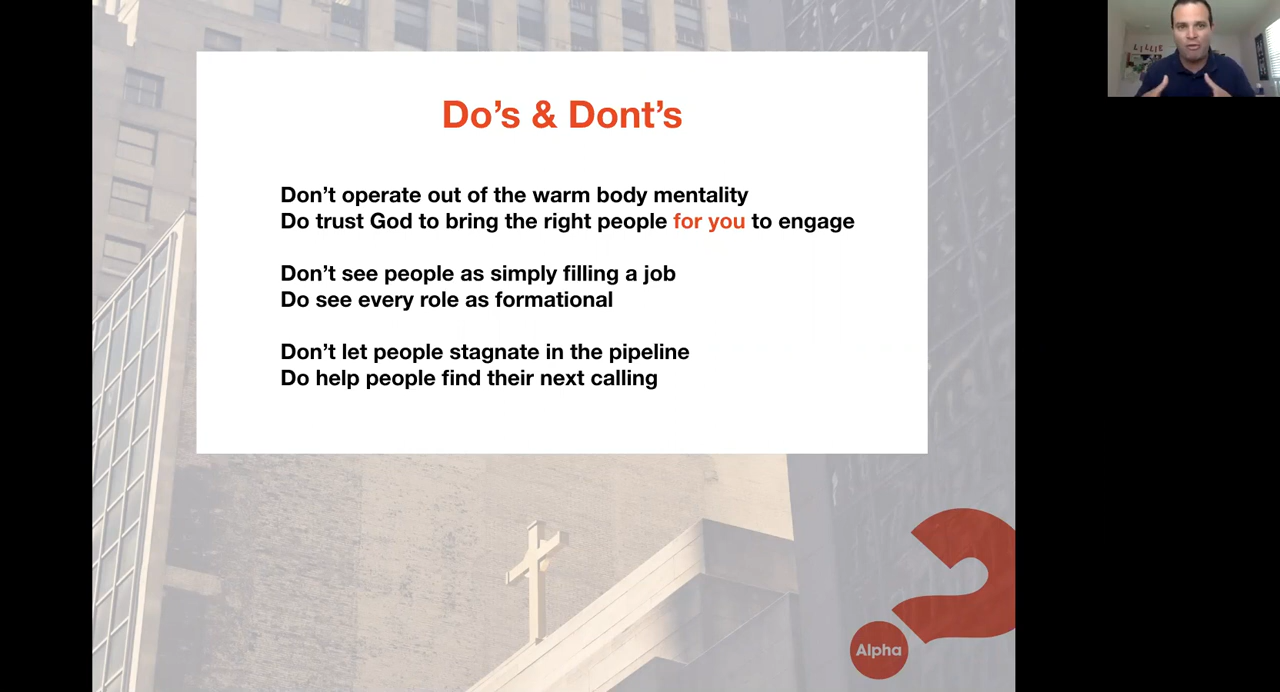 Do’s & Dont’s
Don’t operate out of the warm body mentality
Do trust God to bring the right people for you to engage
Don’t see people as simply filling a job
Do see every role as formational
Don’t let people stagnate in the pipeline
Do help people find their next calling
Alpha
LILLIE